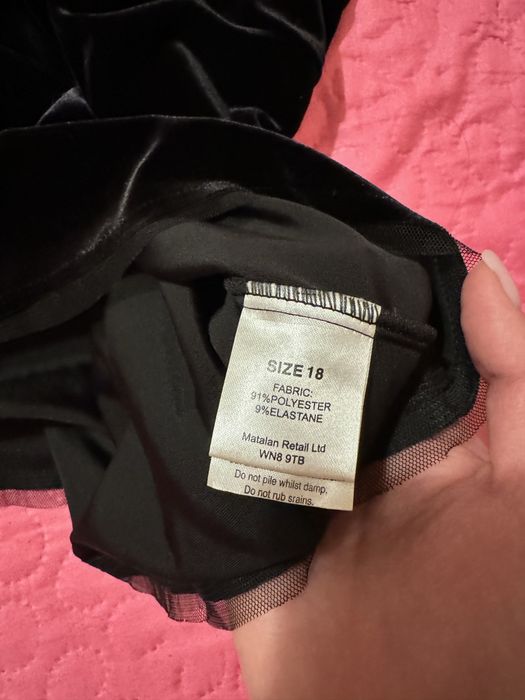 SIZE 18
FABRIC:
91%POLYESTER
9%ELASTANE
Matalan Retail Ltd
WN8 9TB
Do not pile whilst damp.
Do not rub srains.